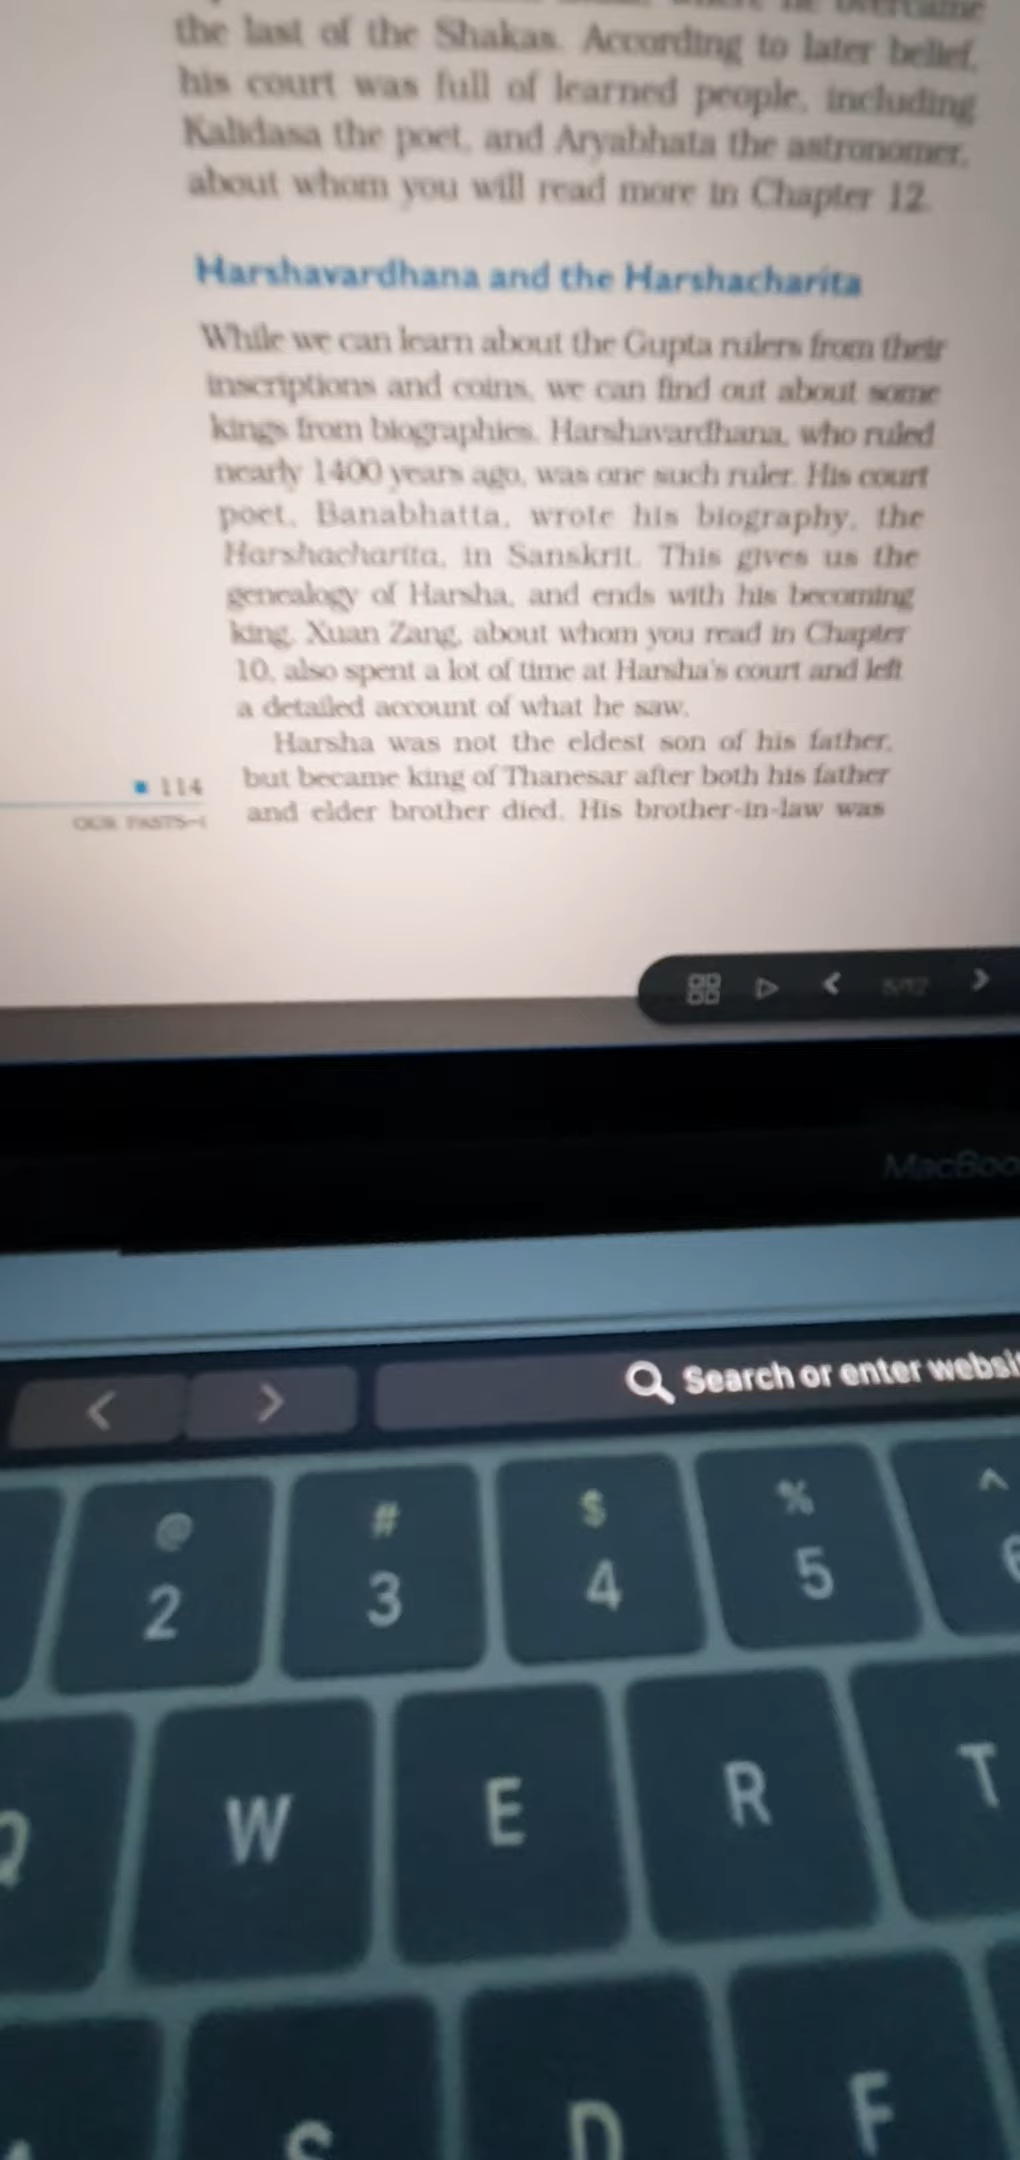 the last of the Shakas. According to later belief,
his court was full of learned people, including
Kalidasa the poet, and Aryabhata the astronomer,
about whom you will read more in Chapter 12.
Harshavardhana and the Harshacharita
While we can learn about the Gupta rulers from their
inscriptions and coins, we can find out about some
kings from biographies. Harshavardhana, who ruled
nearly 1400 years ago, was one such ruler. His court
poet, Banabhatta, wrote his biography, the
Harshacharita, in Sanskrit. This gives us the
genealogy of Harsha, and ends with his becoming
king. Xuan Zang, about whom you read in Chapter
10, also spent a lot of time at Harsha's court and left
a detailed account of what he saw.
Harsha was not the eldest son of his father,
but became king of Thanesar after both his father
and elder brother died. His brother-in-law was
114
OUR PASTS–I
MacBoo
Search or enter websit
@ # $ % ^
2 3 4 5 6
Q W E R T
S D F